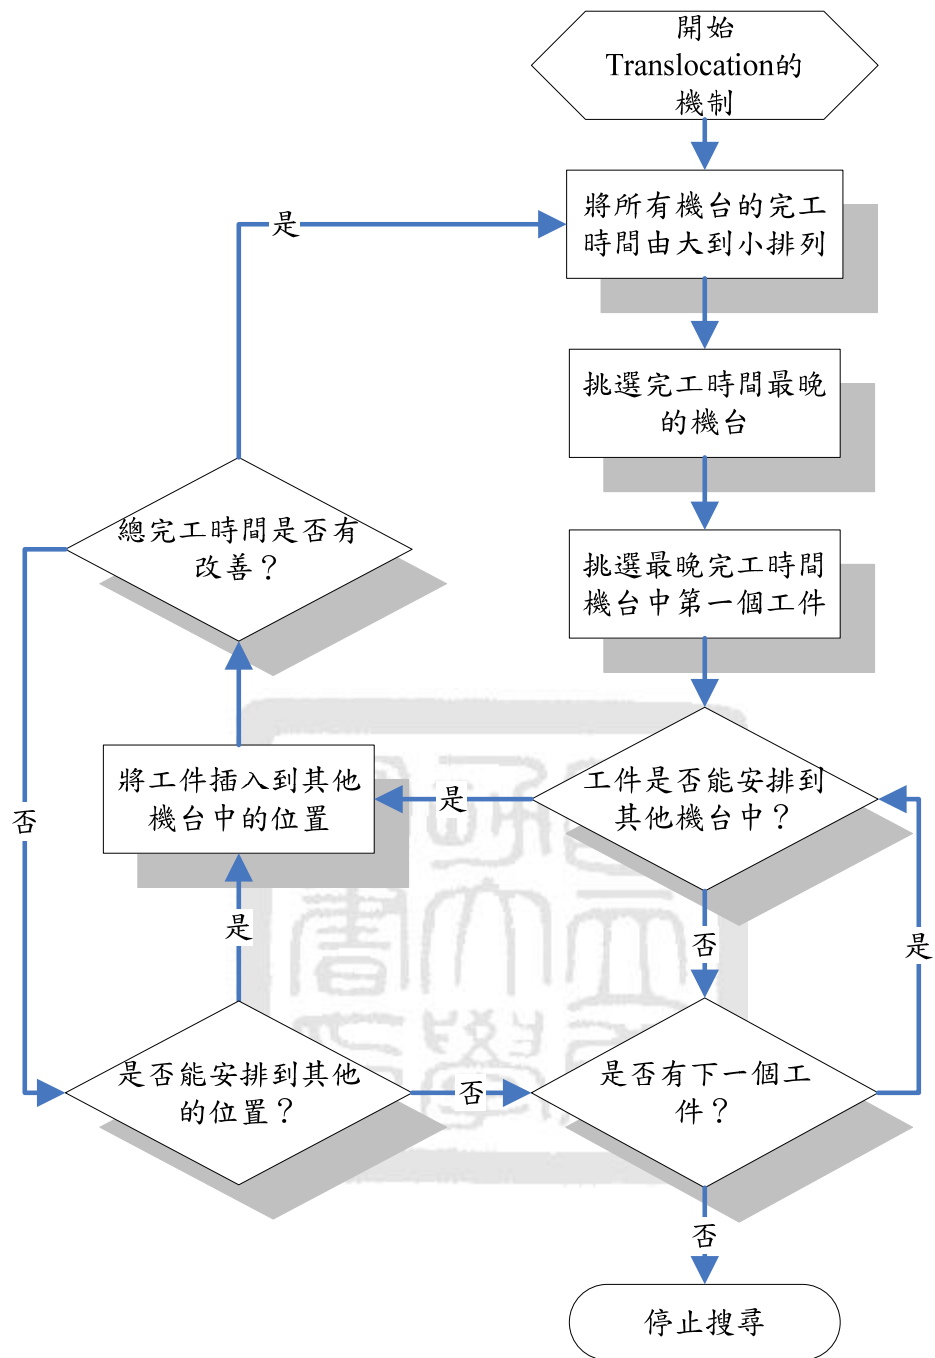 開始
Translocation的
機制
將所有機台的完工
時間由大到小排列
是
挑選完工時間最晚
的機台
挑選最晚完工時間
機台中第一個工件
總完工時間是否有
改善？
工件是否能安排到
其他機台中？
是
將工件插入到其他
機台中的位置
否
是
否
是
是否能安排到其他
的位置？
否
是否有下一個工
件？
否
停止搜尋